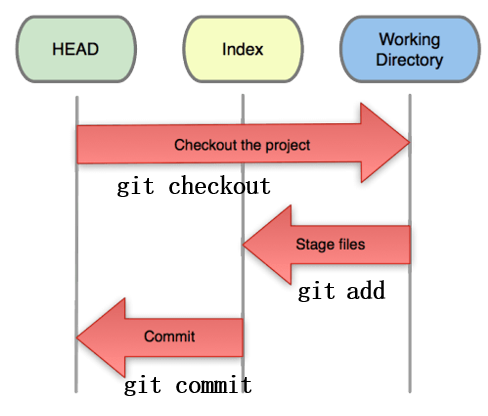 HEAD
Index
Working
Directory
Checkout the project
git checkout
Stage files
git add
Commit
git commit